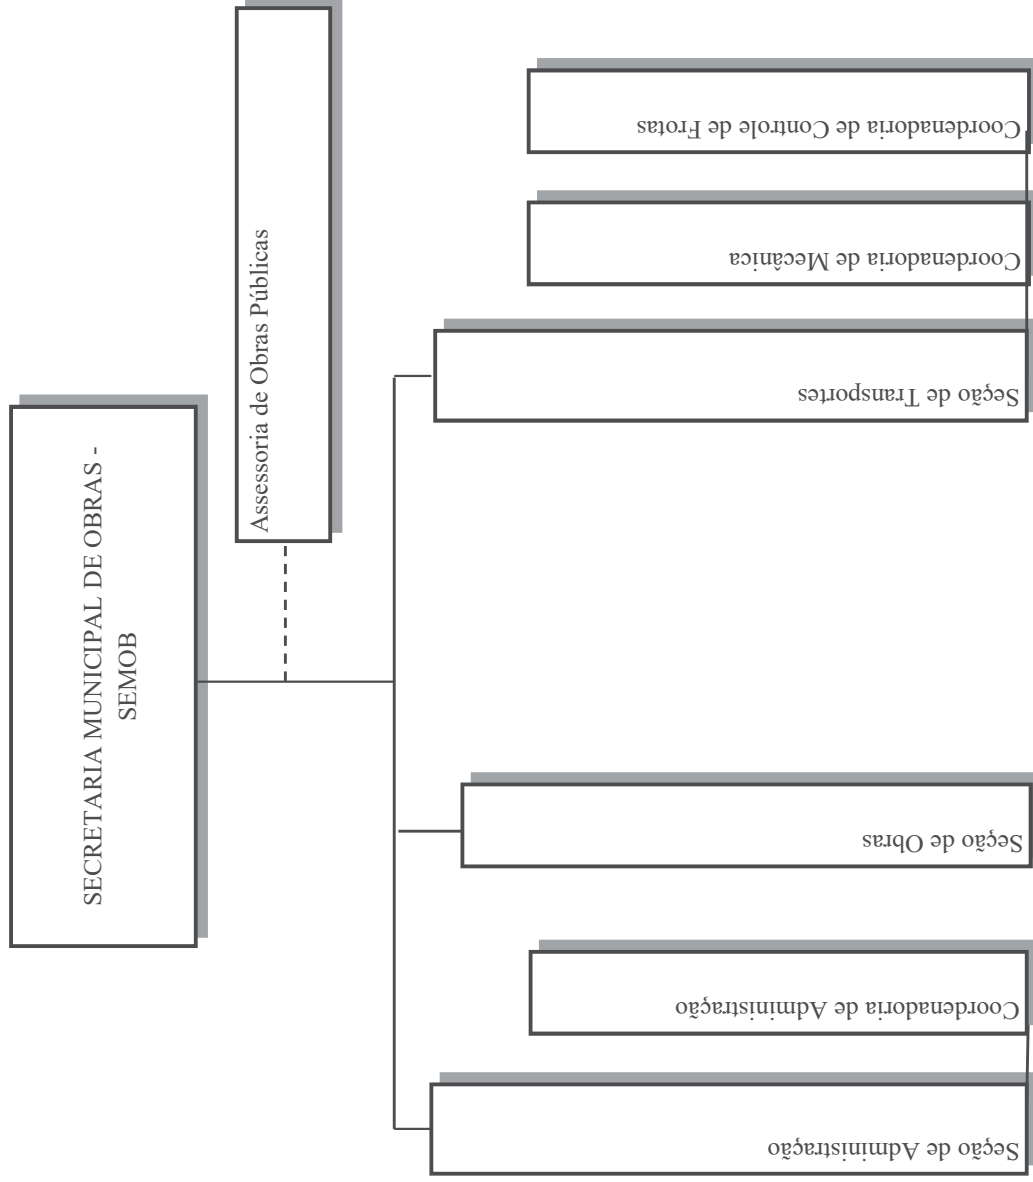 SECRETARIA MUNICIPAL DE OBRAS -
SEMOB
Assessoria de Obras Públicas
Seção de Administração
Coordenadoria de Administração
Seção de Obras
Seção de Transportes
Coordenadoria de Mecânica
Coordenadoria de Controle de Frotas